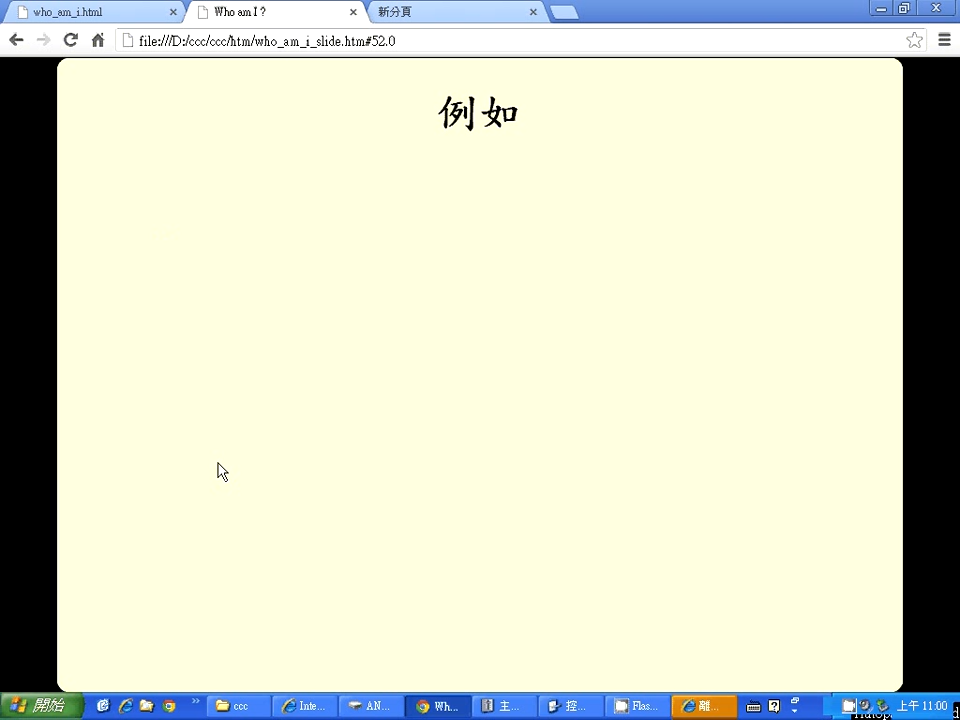 who_am_i.html
Who am I ?
新分頁
file:///D:/ccc/ccc/htm/who_am_i_slide.htm#52.0
例如
開始
ccc
Inte...
AN...
Wh...
主...
控...
Flas...
離...
上午 11:00